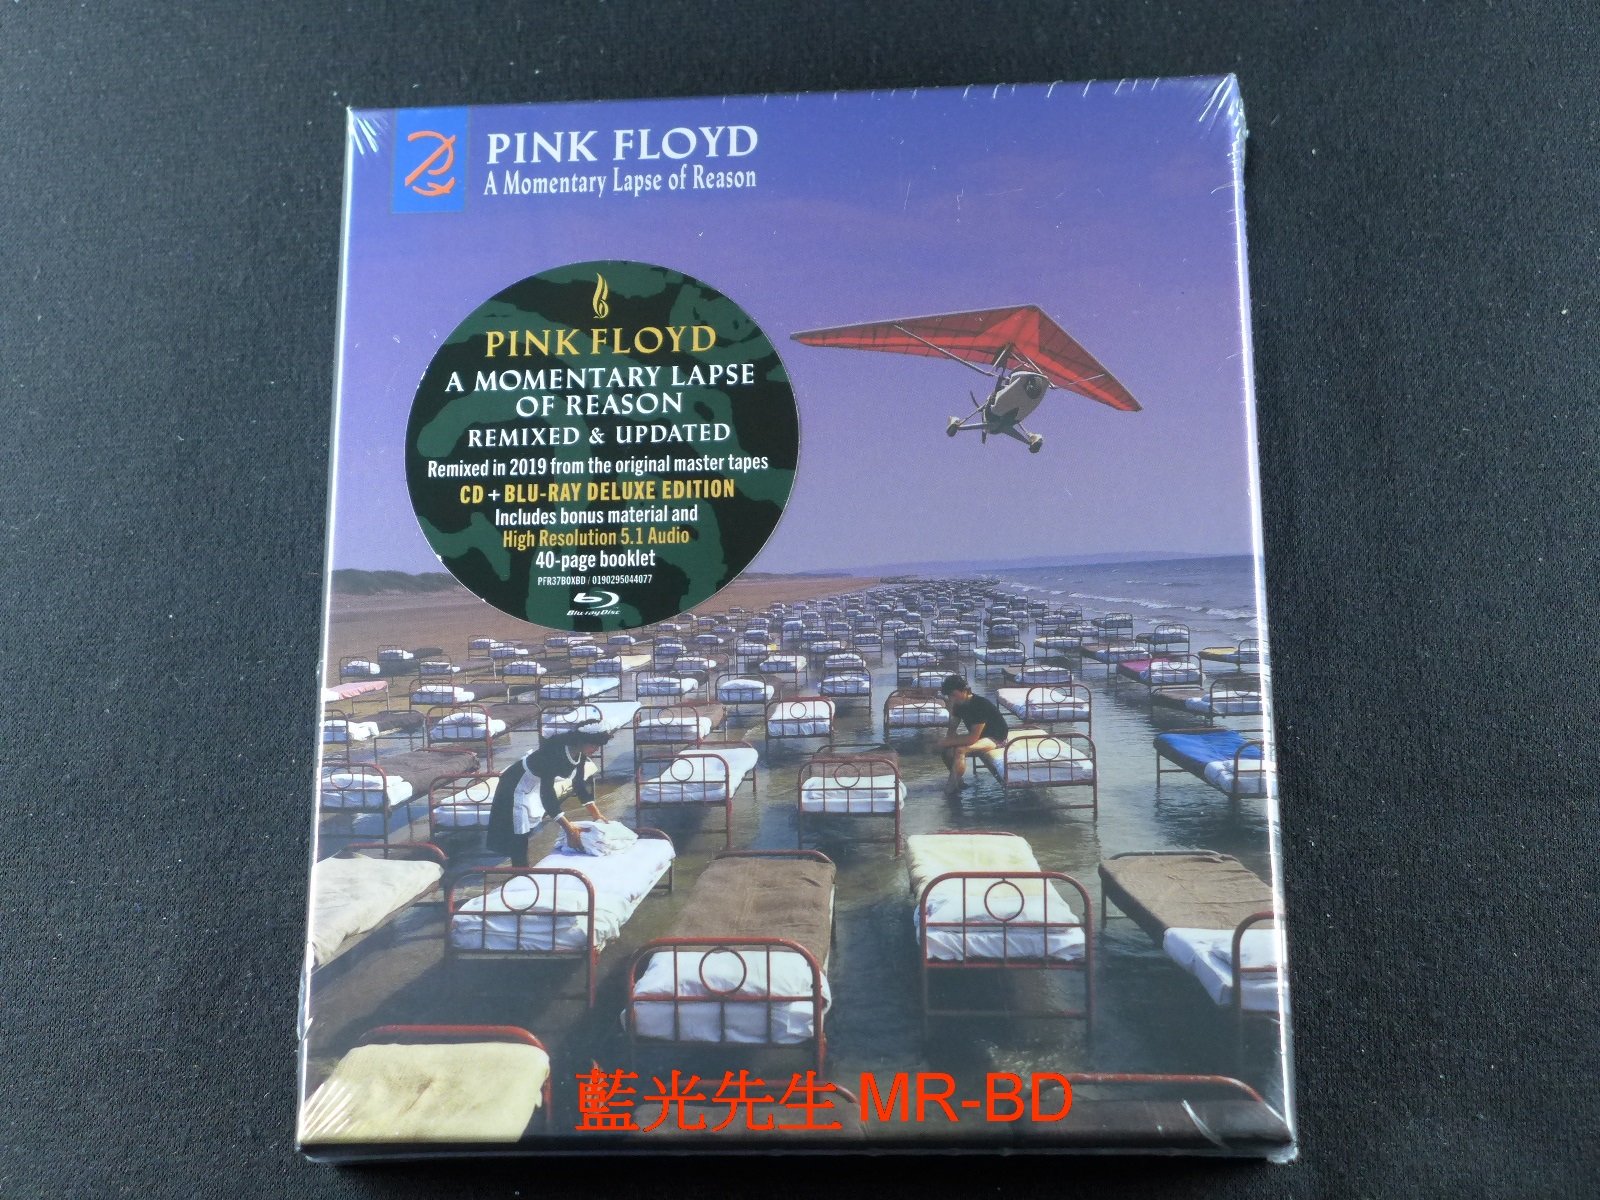 PINK FLOYD
A Momentary Lapse of Reason
PINK FLOYD
A MOMENTARY LAPSE
OF REASON
REMIXED & UPDATED
Remixed in 2019 from the original master tapes
CD + BLU-RAY DELUXE EDITION
Includes bonus material and
High Resolution 5.1 Audio
40-page booklet
PFR37BOXBD / 0190295044077
Blu-ray Disc
藍光先生 MR-BD